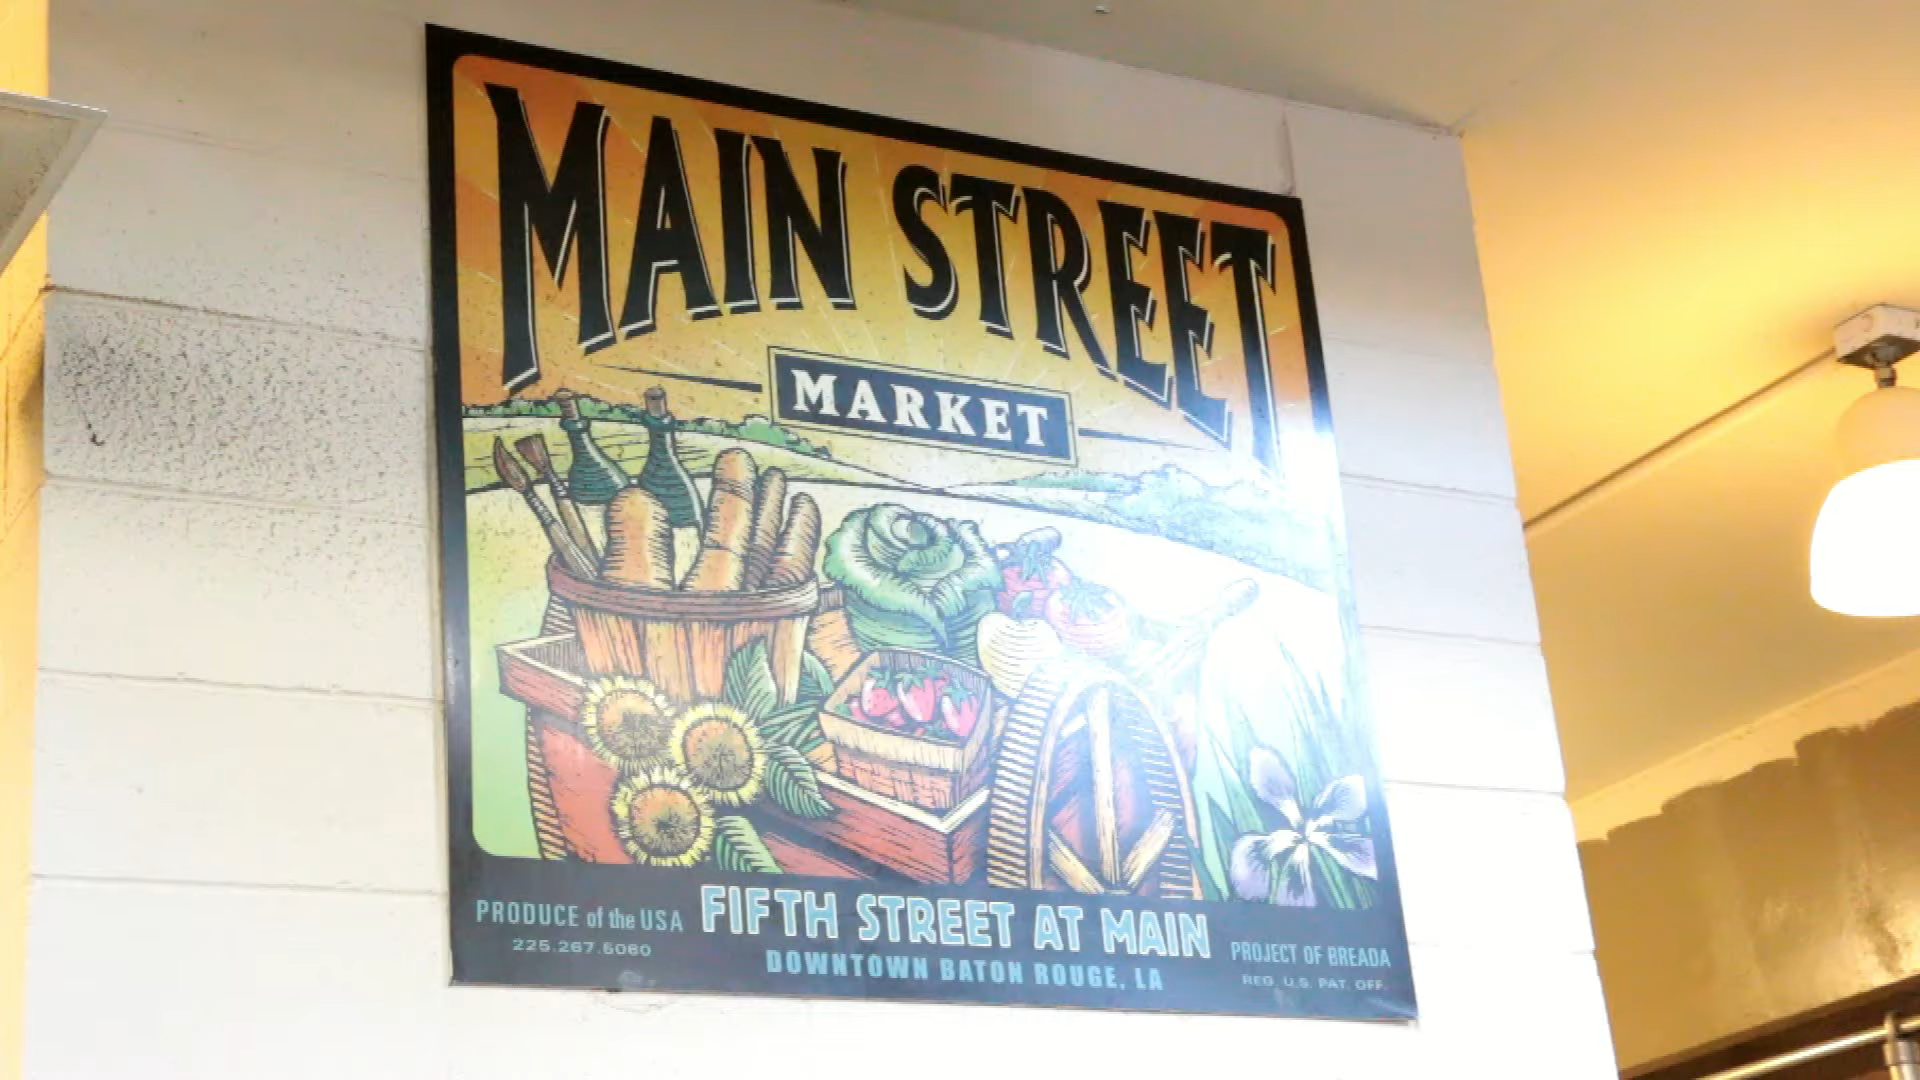 MAIN STREET
MARKET
PRODUCE of the USA
225.267.5060
FIFTH STREET AT MAIN
DOWNTOWN BATON ROUGE, LA
PROJECT OF BREADA
REG. U.S. PAT. OFF.